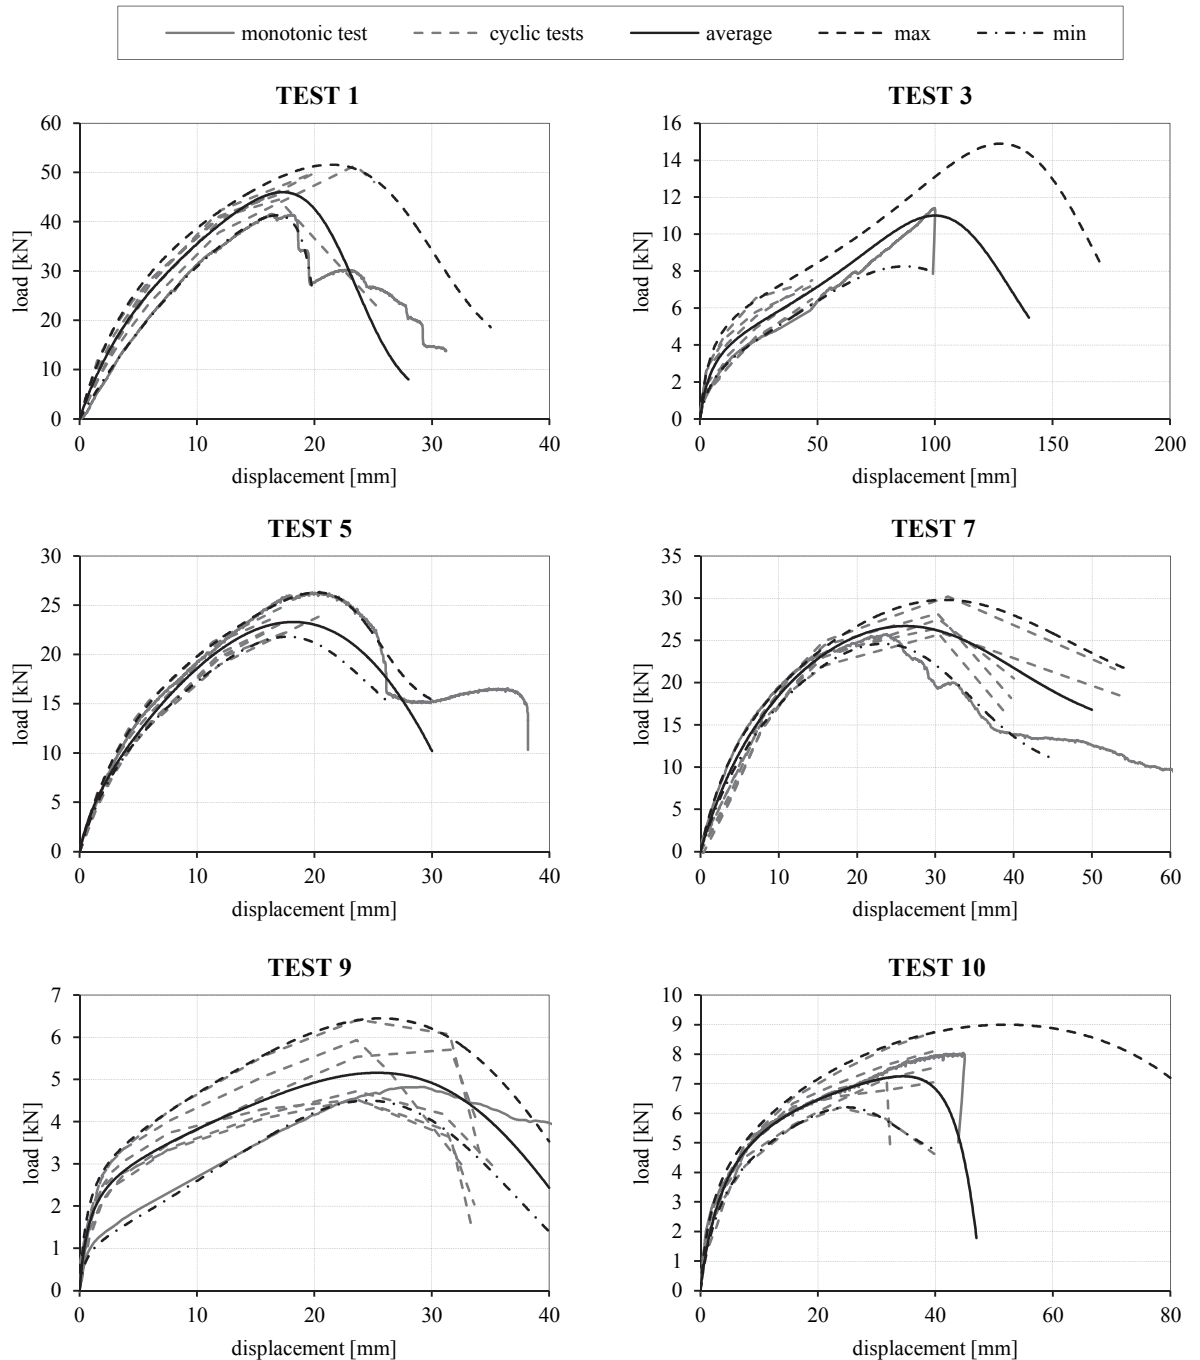 monotonic test cyclic tests average max min
TEST 1
60
50
40
30
20
10
0
load [kN]
0 10 20 30 40
displacement [mm]
TEST 3
16
14
12
10
8
6
4
2
0
load [kN]
0 50 100 150 200
displacement [mm]
TEST 5
30
25
20
15
10
5
0
load [kN]
0 10 20 30 40
displacement [mm]
TEST 7
35
30
25
20
15
10
5
0
load [kN]
0 10 20 30 40 50 60
displacement [mm]
TEST 9
7
6
5
4
3
2
1
0
load [kN]
0 10 20 30 40
displacement [mm]
TEST 10
10
9
8
7
6
5
4
3
2
1
0
load [kN]
0 20 40 60 80
displacement [mm]